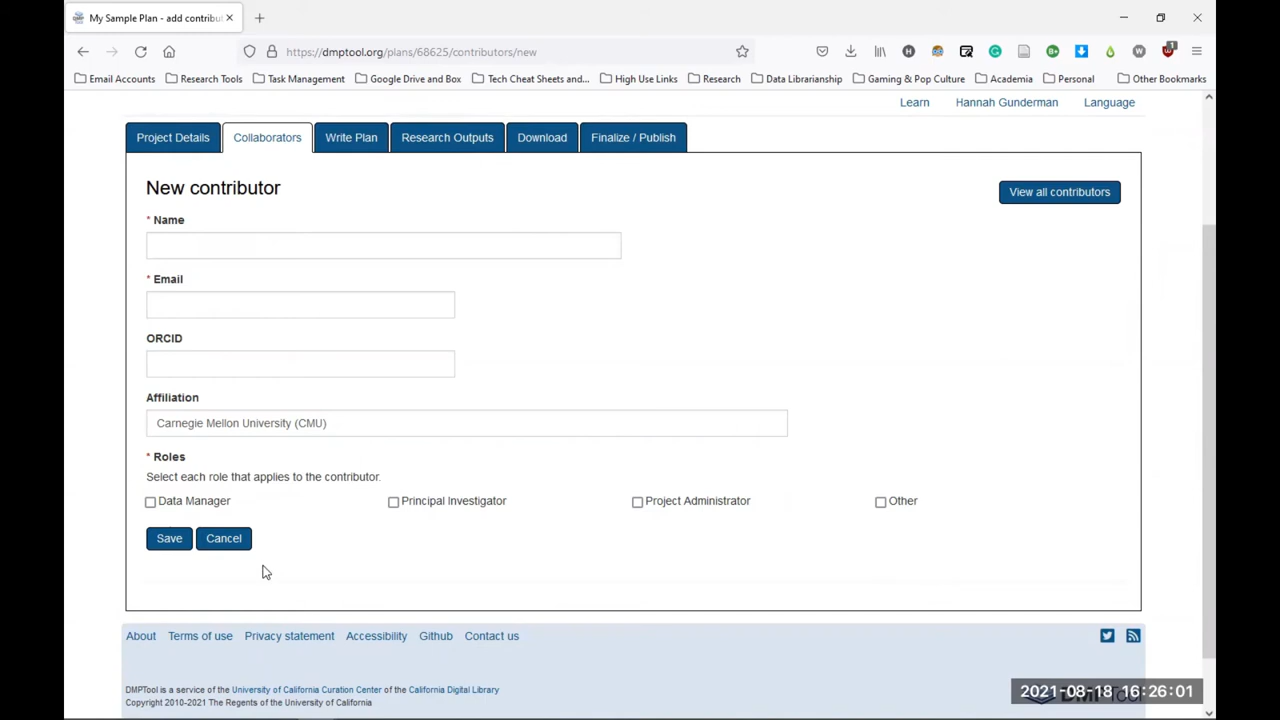 My Sample Plan - add contribu
https://dmptool.org/plans/68625/contributors/new
Email Accounts Research Tools Task Management Google Drive and Box Tech Cheat Sheets an... High Use Links Research Data Librarianship Gaming & Pop Culture Academia Personal Other Bookmarks
Learn Hannah Gunderman Language
Project Details Collaborators Write Plan Research Outputs Download Finalize / Publish
New contributor
View all contributors
* Name
* Email
ORCID
Affiliation
Carnegie Mellon University (CMU)
* Roles
Select each role that applies to the contributor.
Data Manager Principal Investigator Project Administrator Other
Save Cancel
About Terms of use Privacy statement Accessibility Github Contact us
DMPTool is a service of the University of California Curation Center of the California Digital Library
Copyright 2010-2021 The Regents of the University of California
2021-08-18 16:26:01